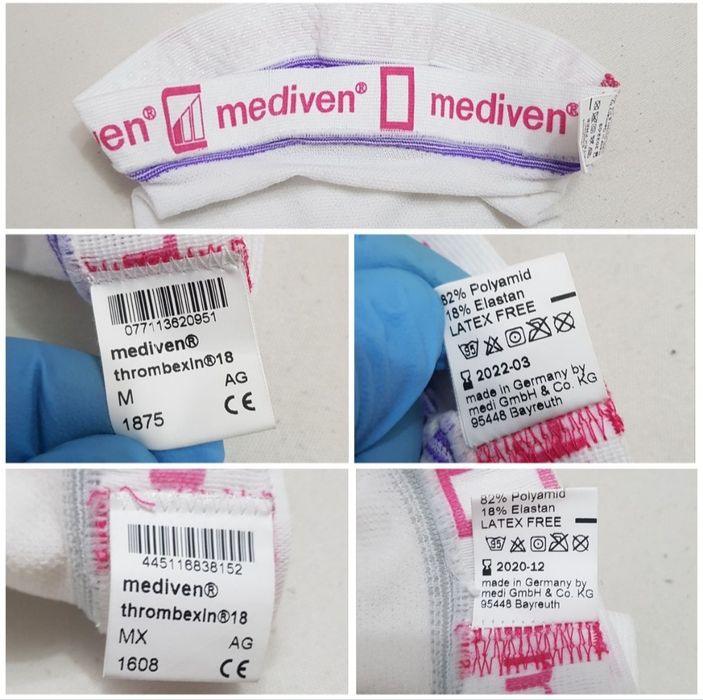 en® mediven® mediven®
077113620951
mediven®
thrombexin®18
M AG
1875 CE
82% Polyamid
18% Elastan
LATEX FREE
95
2022-03
made in Germany by
medi GmbH & Co. KG
95448 Bayreuth
445116838152
mediven®
thrombexin®18
MX AG
1608 CE
82% Polyamid
18% Elastan
LATEX FREE
95
2020-12
made in Germany by
medi GmbH & Co. KG
95448 Bayreuth